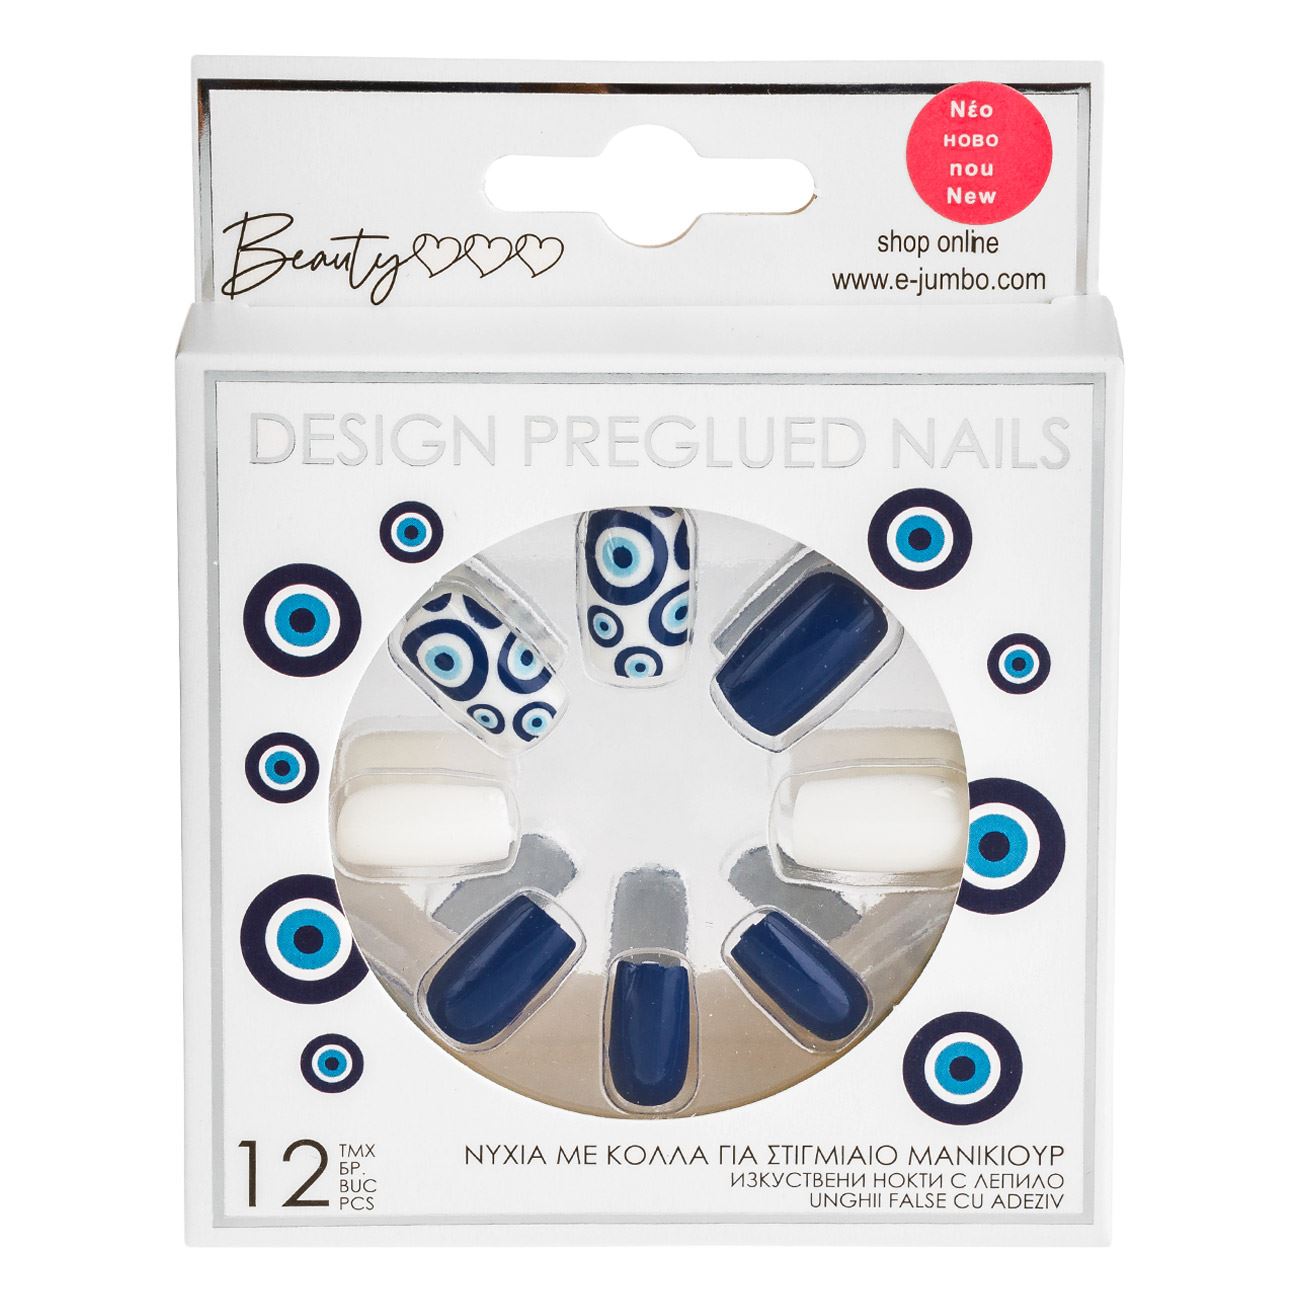 Νέο
НОВО
nou
New
Beauty
shop online
www.e-jumbo.com
DESIGN PREGLUED NAILS
12
ΤΜΧ
БР.
BUC
PCS
ΝΥΧΙΑ ΜΕ ΚΟΛΛΑ ΓΙΑ ΣΤΙΓΜΙΑΙΟ ΜΑΝΙΚΙΟΥΡ
ИЗКУСТВЕНИ НОКТИ С ЛЕПИЛО
UNGHII FALSE CU ADEZIV